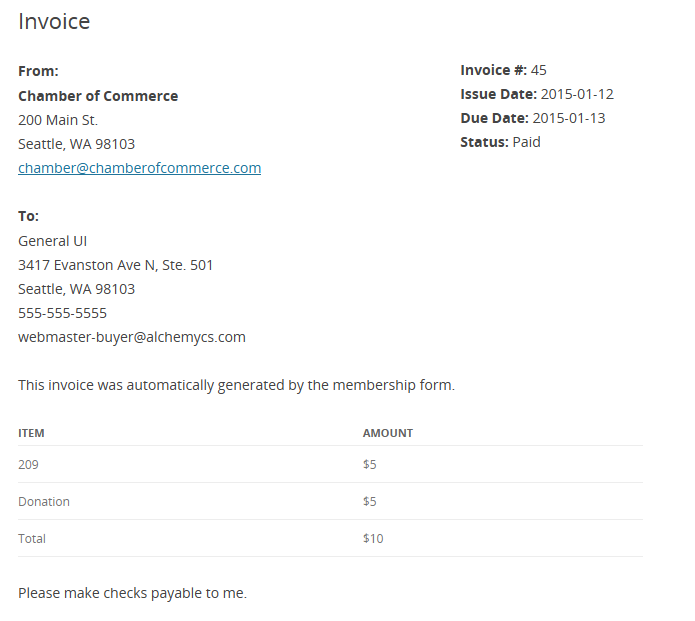 Invoice
From:
Chamber of Commerce
200 Main St.
Seattle, WA 98103
chamber@chamberofcommerce.com
Invoice #: 45
Issue Date: 2015-01-12
Due Date: 2015-01-13
Status: Paid
To:
General UI
3417 Evanston Ave N, Ste. 501
Seattle, WA 98103
555-555-5555
webmaster-buyer@alchemycs.com
This invoice was automatically generated by the membership form.
ITEM AMOUNT
209 $5
Donation $5
Total $10
Please make checks payable to me.